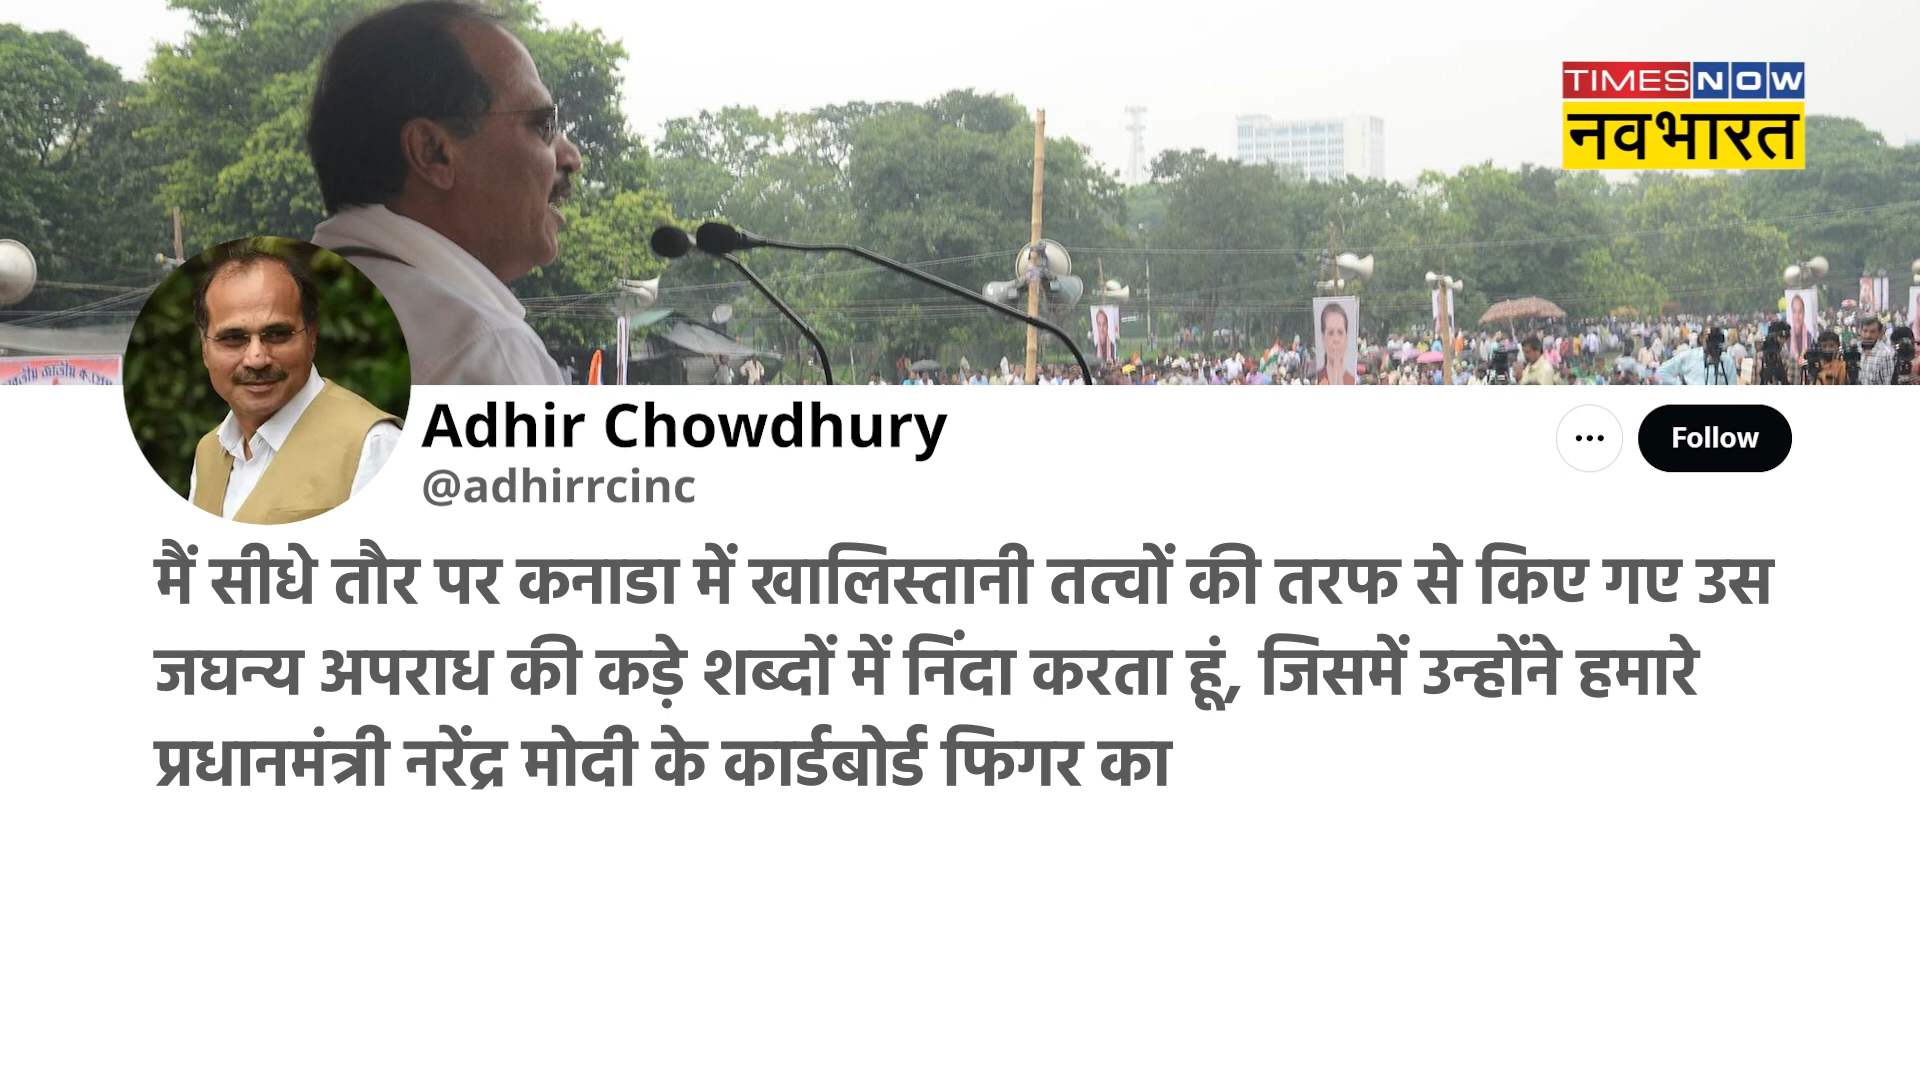 TIMES NOW
नवभारत
Adhir Chowdhury
@adhirrcinc
Follow
मैं सीधे तौर पर कनाडा में खालिस्तानी तत्वों की तरफ से किए गए उस
जघन्य अपराध की कड़े शब्दों में निंदा करता हूं, जिसमें उन्होंने हमारे
प्रधानमंत्री नरेंद्र मोदी के कार्डबोर्ड फिगर का